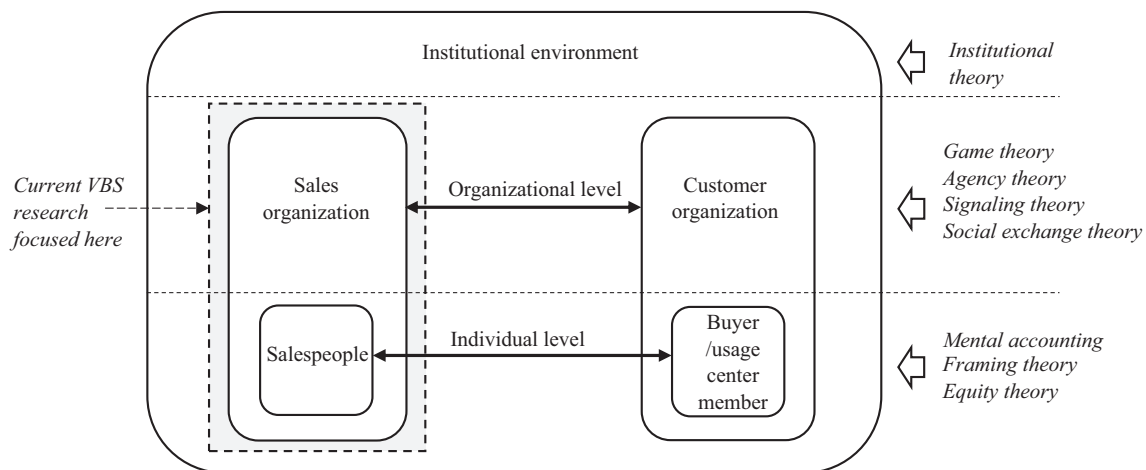 Institutional environment
Institutional
theory
Current VBS
research
focused here
Sales
organization
Organizational level
Customer
organization
Game theory
Agency theory
Signaling theory
Social exchange theory
Salespeople
Individual level
Buyer
/usage
center
member
Mental accounting
Framing theory
Equity theory